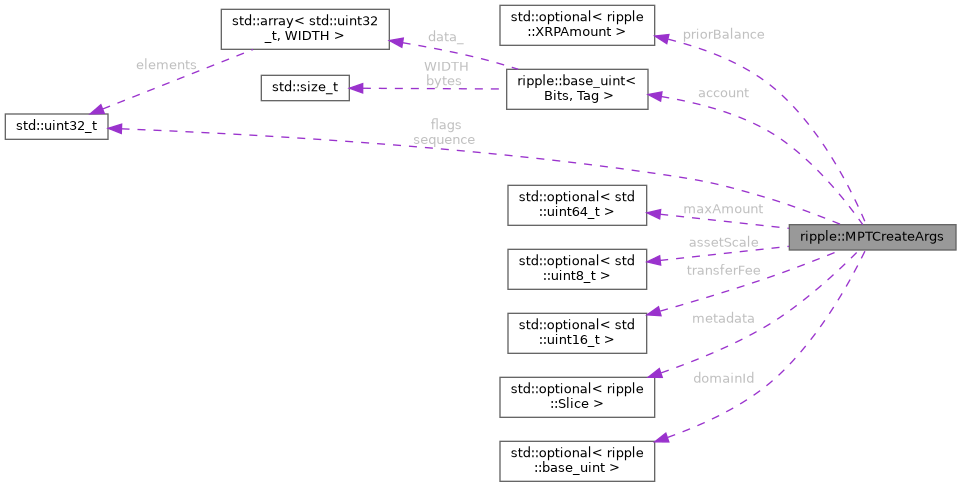 std::array< std::uint32
_t, WIDTH >
std::optional< ripple
::XRPAmount >
priorBalance
data_
elements
WIDTH
bytes
std::size_t
ripple::base_uint<
Bits, Tag >
account
std::uint32_t
flags
sequence
std::optional< std
::uint64_t >
maxAmount
ripple::MPTCreateArgs
assetScale
std::optional< std
::uint8_t >
transferFee
std::optional< std
::uint16_t >
metadata
std::optional< ripple
::Slice >
domainId
std::optional< ripple
::base_uint >